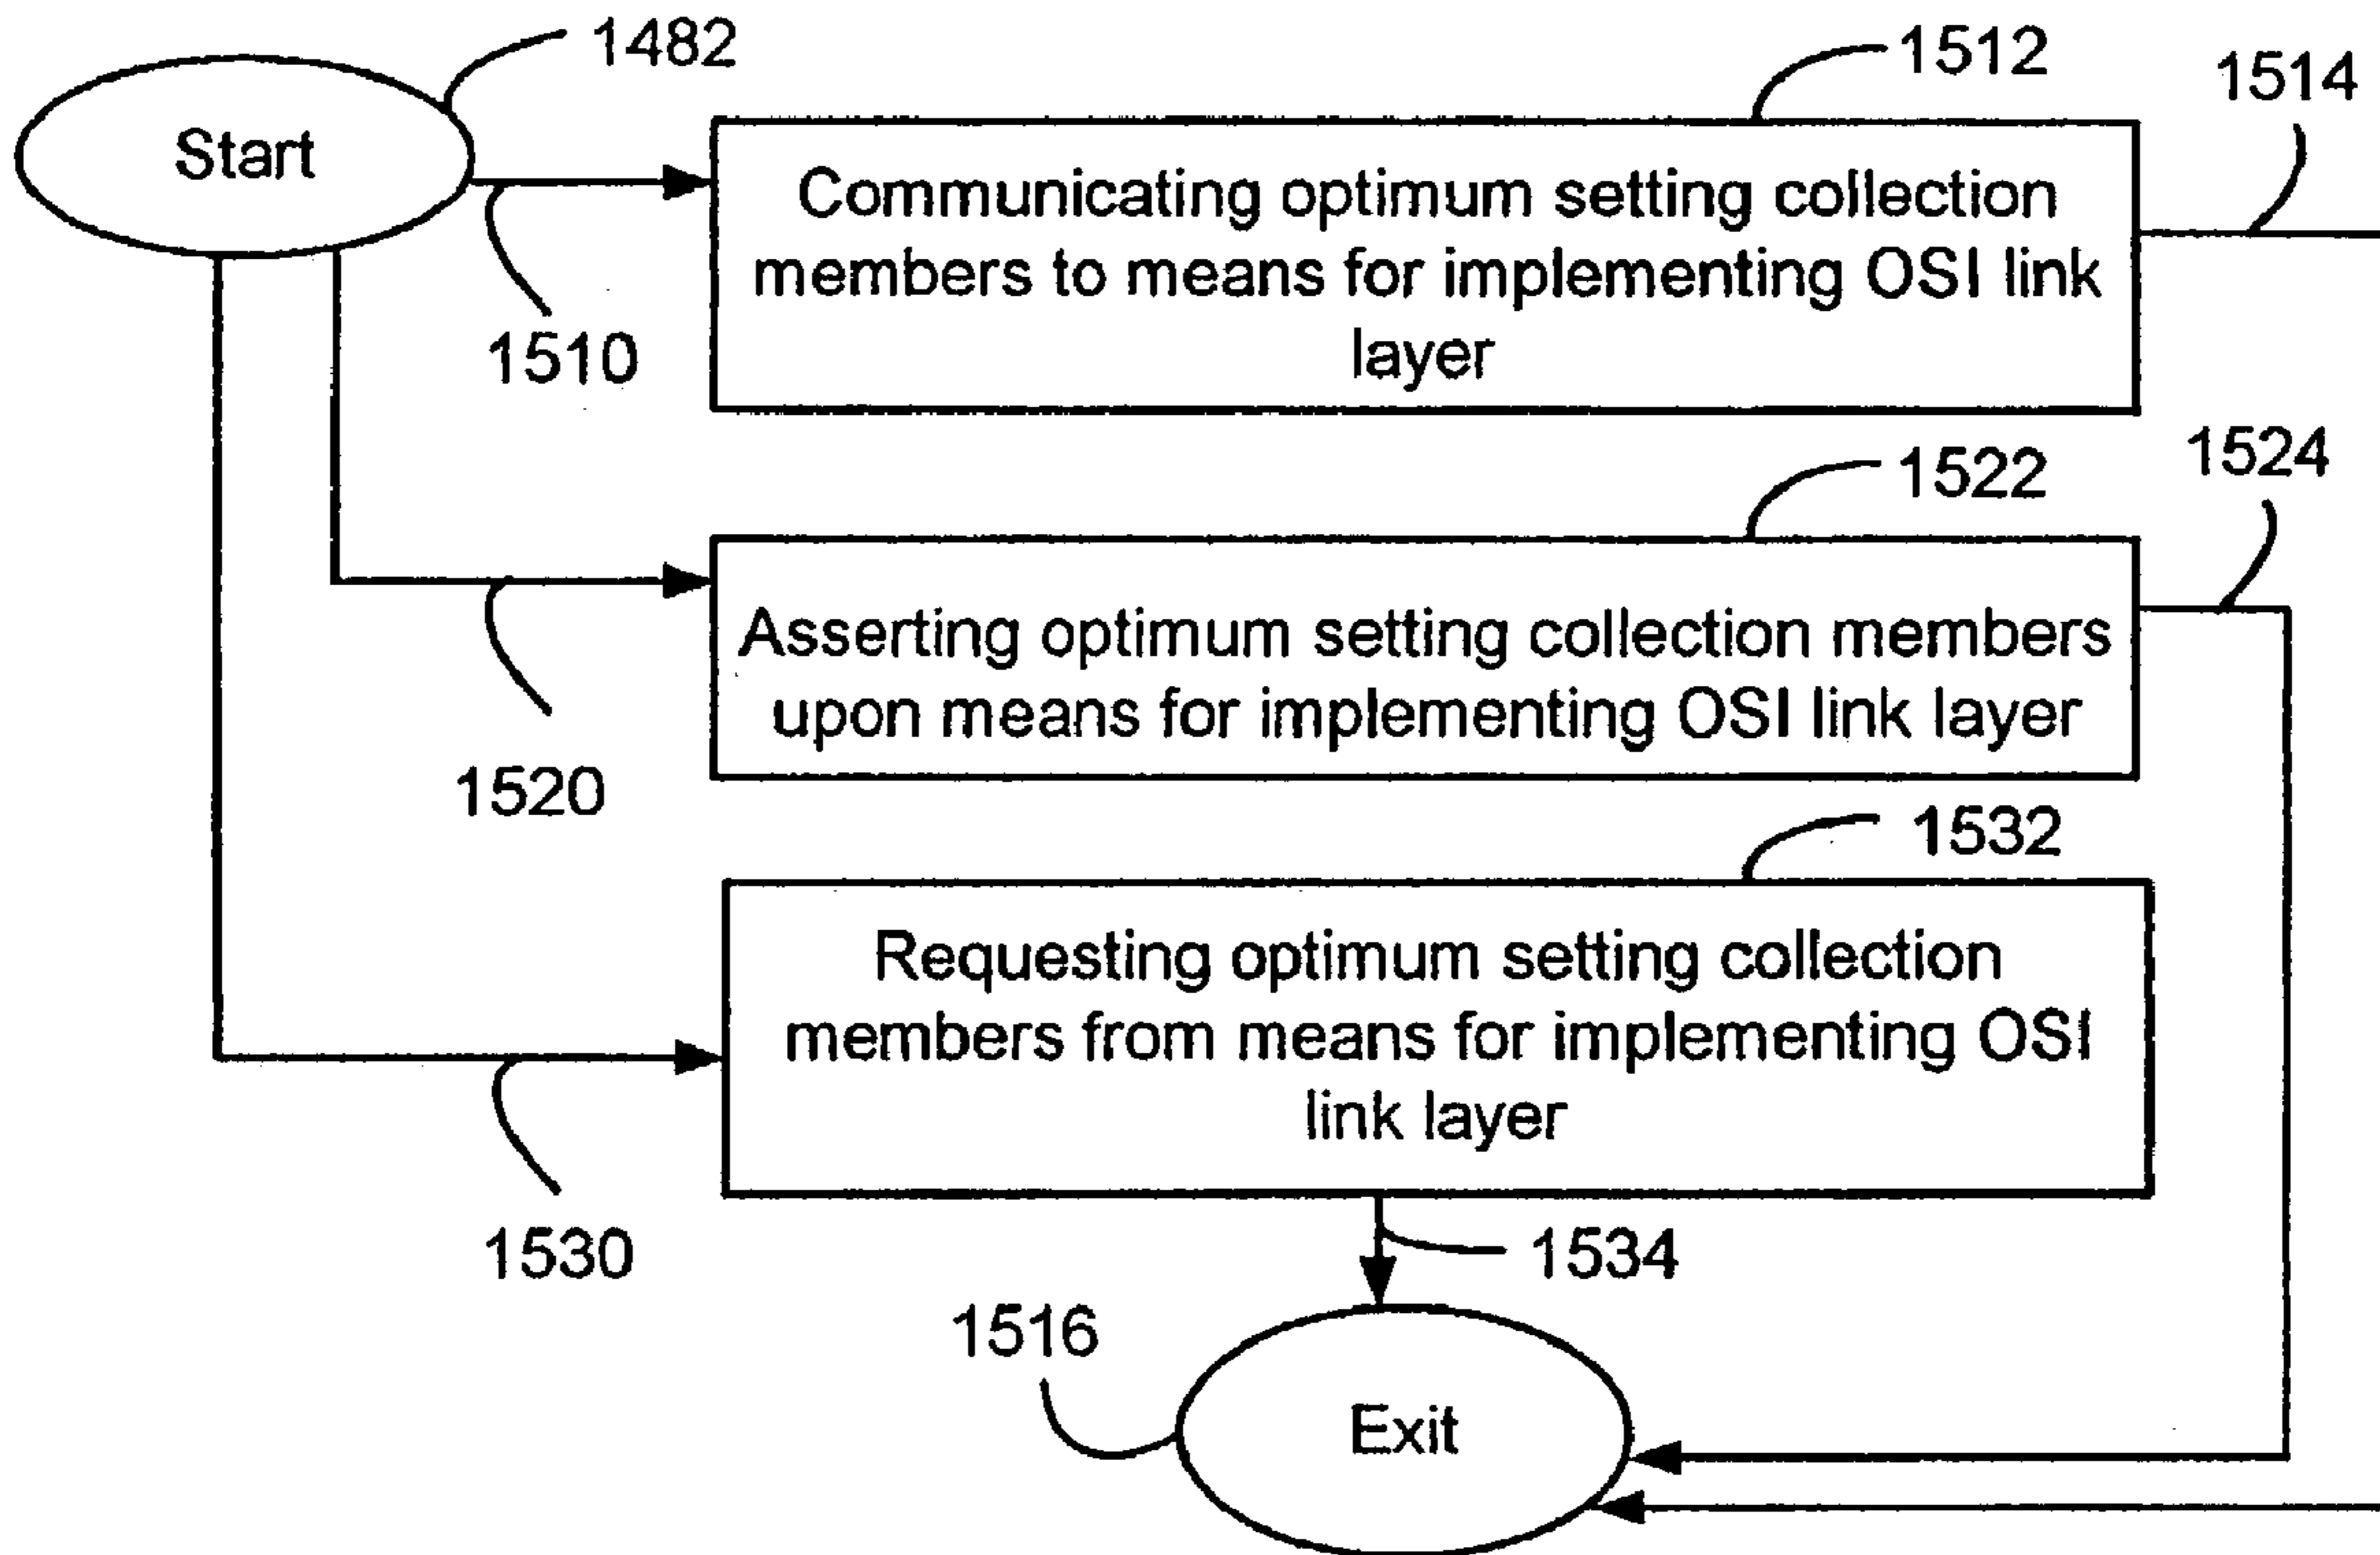 1482
1512
1514
Start
Communicating optimum setting collection
members to means for implementing OSI link
layer
1510
1522
1524
Asserting optimum setting collection members
upon means for implementing OSI link layer
1520
1532
Requesting optimum setting collection
members from means for implementing OSI
link layer
1530
1534
1516
Exit